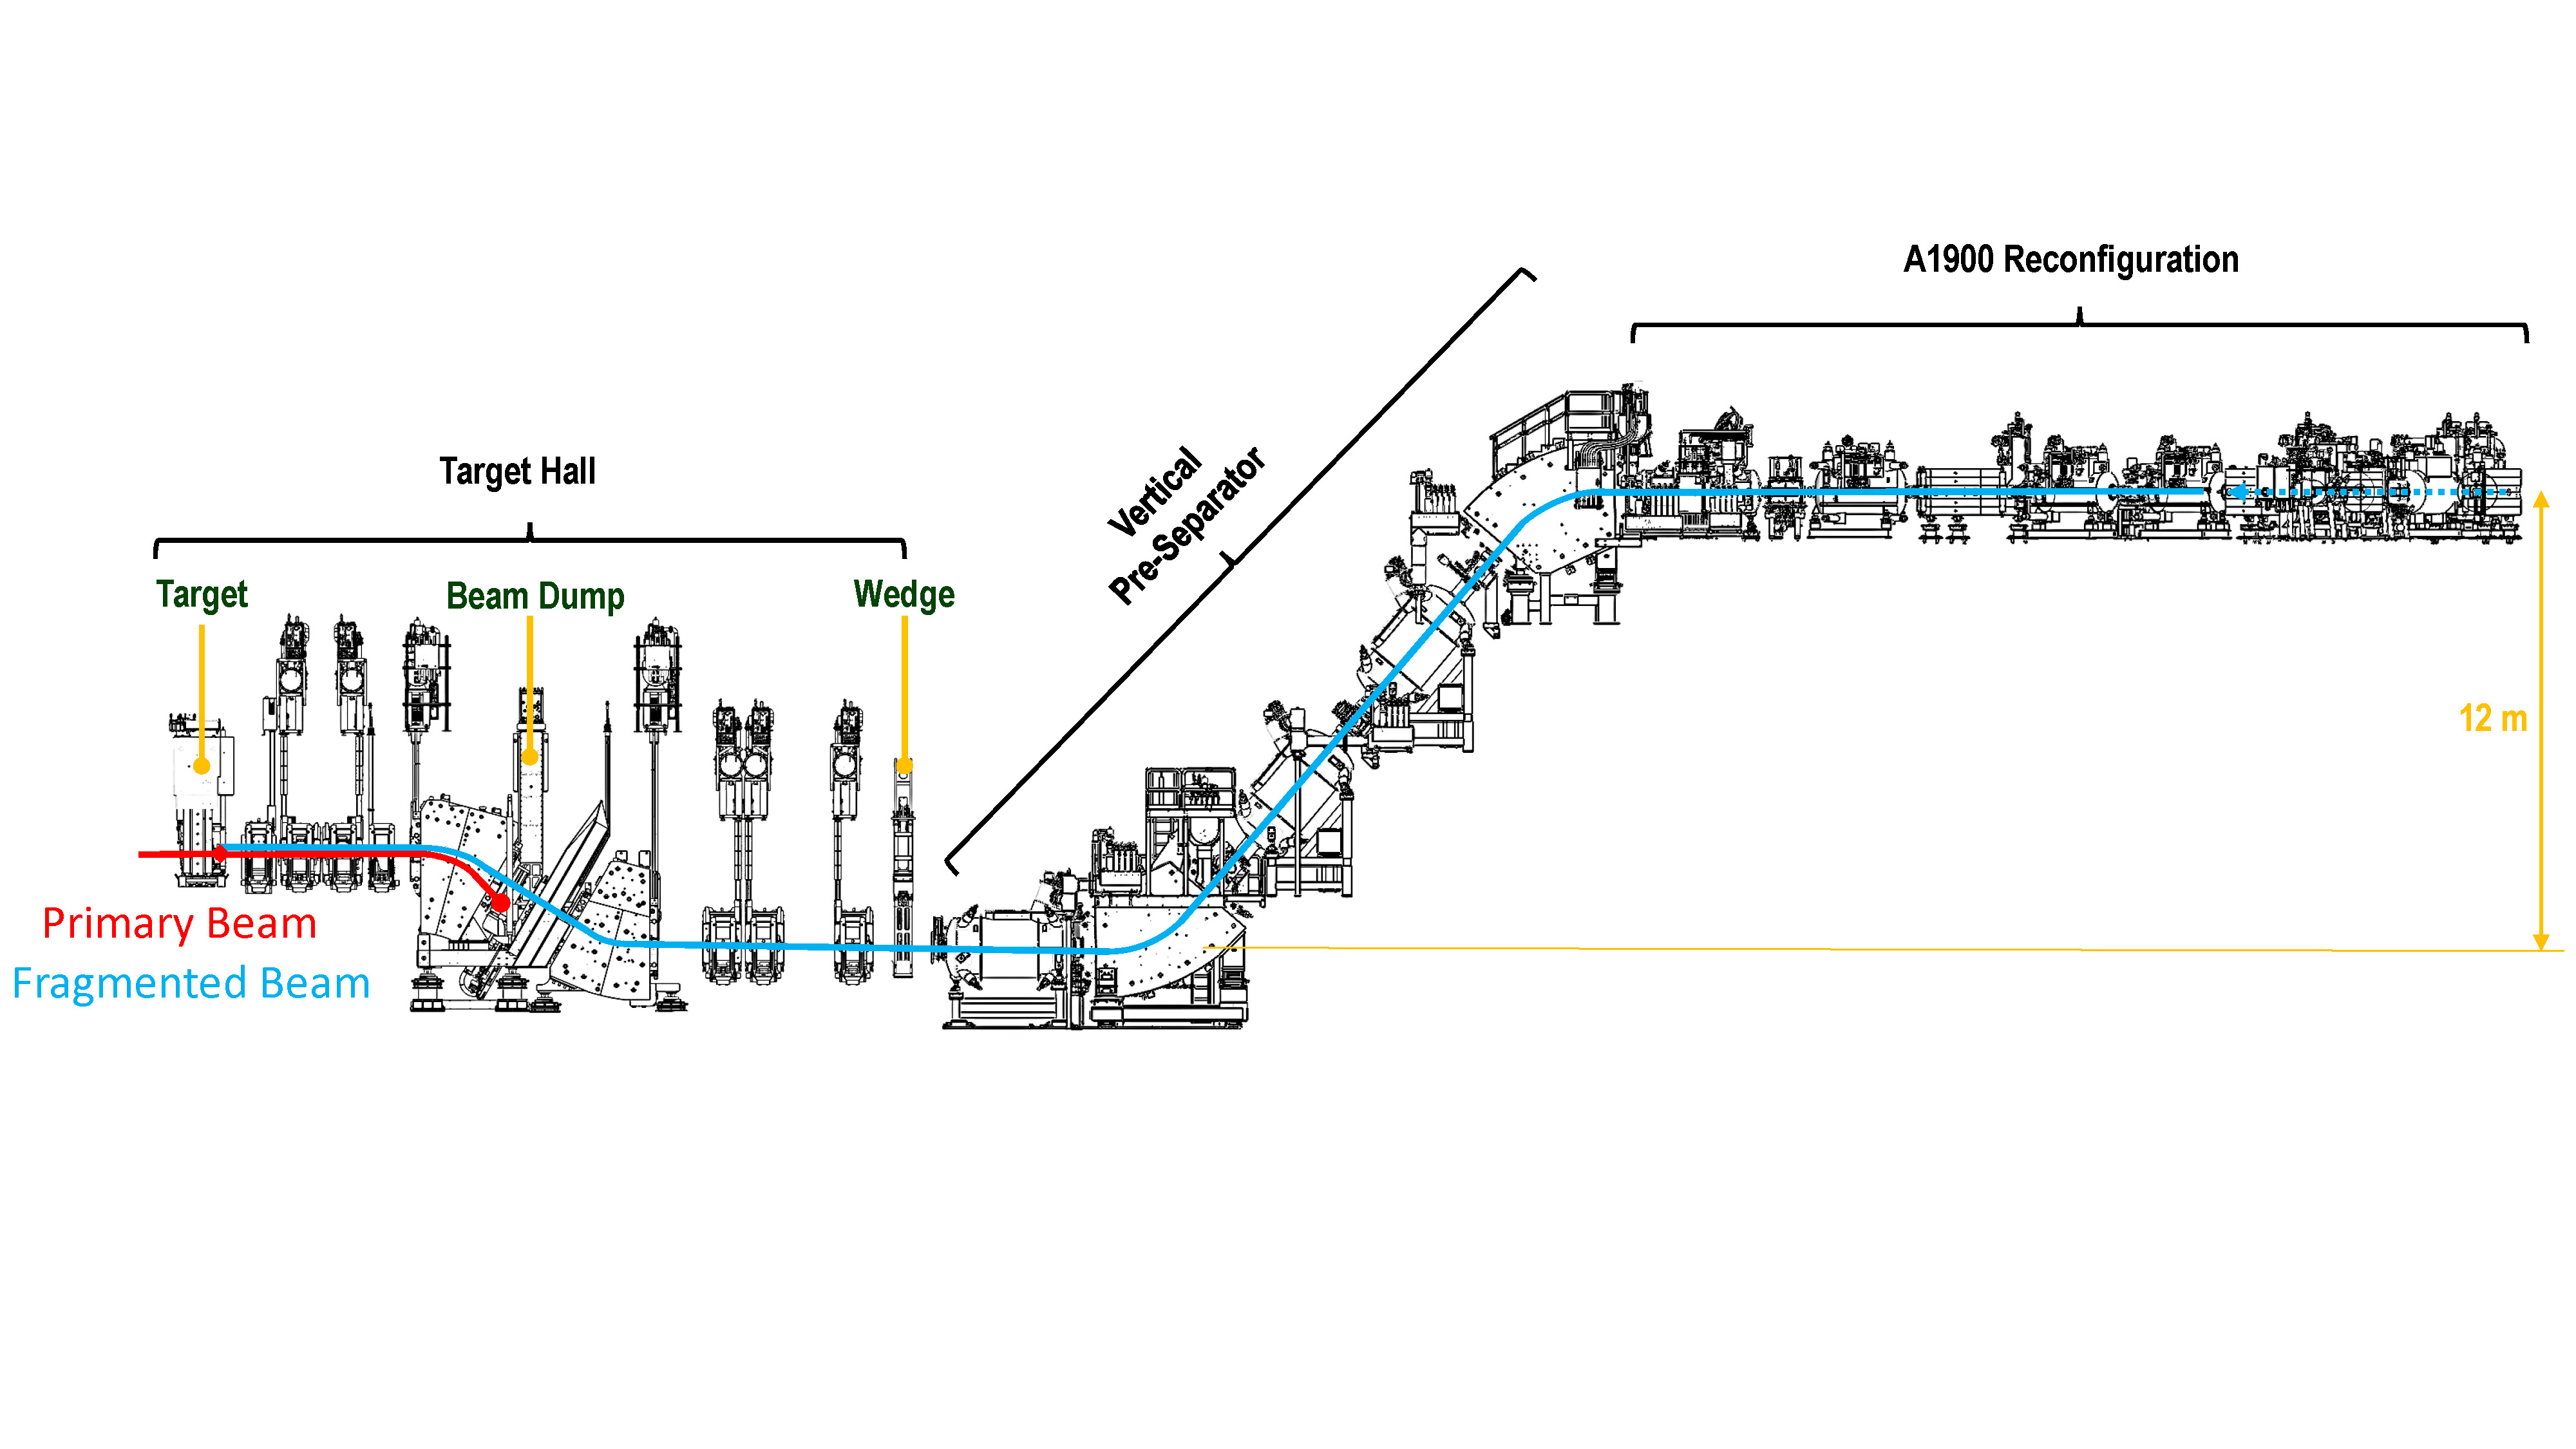 A1900 Reconfiguration
Vertical
Pre-Separator
Target Hall
Target
Beam Dump
Wedge
12 m
Primary Beam
Fragmented Beam